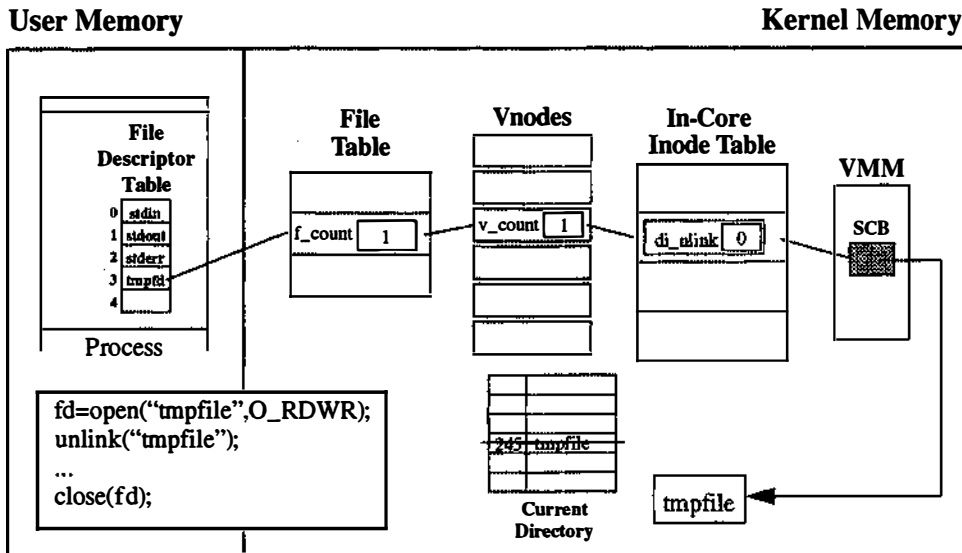 User Memory
Kernel Memory
File
Descriptor
Table
0 stdin
1 stdout
2 stderr
3 tmpfd
4
Process
File
Table
f_count 1
Vnodes
v_count 1
In-Core
Inode Table
di_nlink 0
VMM
SCB
fd=open("tmpfile",O_RDWR);
unlink("tmpfile");
...
close(fd);
245 tmpfile
Current
Directory
tmpfile